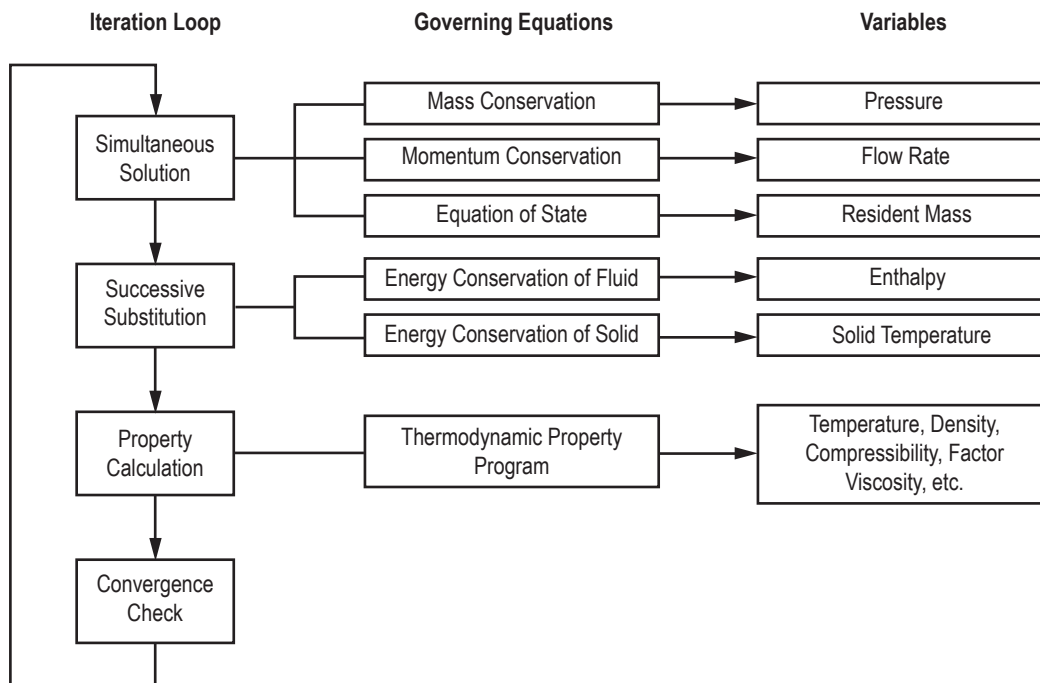 Iteration Loop
Governing Equations
Variables
Simultaneous
Solution
Mass Conservation
Pressure
Momentum Conservation
Flow Rate
Equation of State
Resident Mass
Successive
Substitution
Energy Conservation of Fluid
Enthalpy
Energy Conservation of Solid
Solid Temperature
Property
Calculation
Thermodynamic Property
Program
Temperature, Density,
Compressibility, Factor
Viscosity, etc.
Convergence
Check